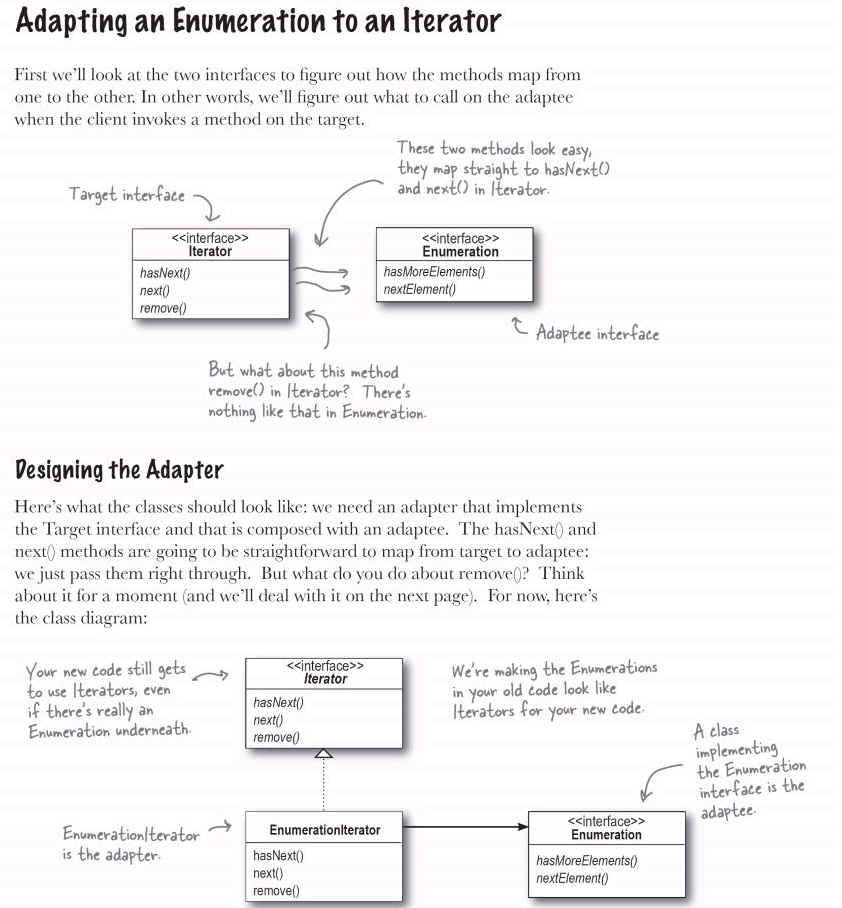 Adapting an Enumeration to an Iterator
First we'll look at the two interfaces to figure out how the methods map from
one to the other. In other words, we'll figure out what to call on the adaptee
when the client invokes a method on the target.
These two methods look easy,
they map straight to hasNext()
and next() in Iterator.
Target interface
<<interface>>
Iterator
hasNext()
next()
remove()
<<interface>>
Enumeration
hasMoreElements()
nextElement()
Adaptee interface
But what about this method
remove() in Iterator? There's
nothing like that in Enumeration.
Designing the Adapter
Here's what the classes should look like: we need an adapter that implements
the Target interface and that is composed with an adaptee. The hasNext() and
next() methods are going to be straightforward to map from target to adaptee:
we just pass them right through. But what do you do about remove()? Think
about it for a moment (and we'll deal with it on the next page). For now, here's
the class diagram:
Your new code still gets
to use Iterators, even
if there's really an
Enumeration underneath.
<<interface>>
Iterator
hasNext()
next()
remove()
We're making the Enumerations
in your old code look like
Iterators for your new code.
A class
implementing
the Enumeration
interface is the
adaptee.
EnumerationIterator
is the adapter.
EnumerationIterator
hasNext()
next()
remove()
<<interface>>
Enumeration
hasMoreElements()
nextElement()